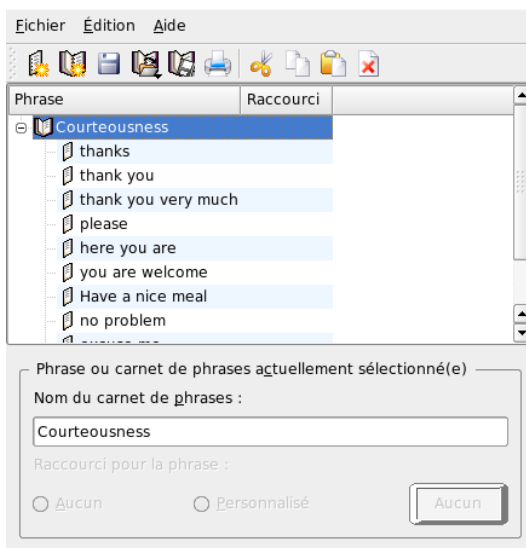 Fichier Édition Aide
Phrase Raccourci
Courteousness
thanks
thank you
thank you very much
please
here you are
you are welcome
Have a nice meal
no problem
Phrase ou carnet de phrases actuellement sélectionné(e)
Nom du carnet de phrases :
Courteousness
Raccourci pour la phrase :
Aucun Personnalisé Aucun